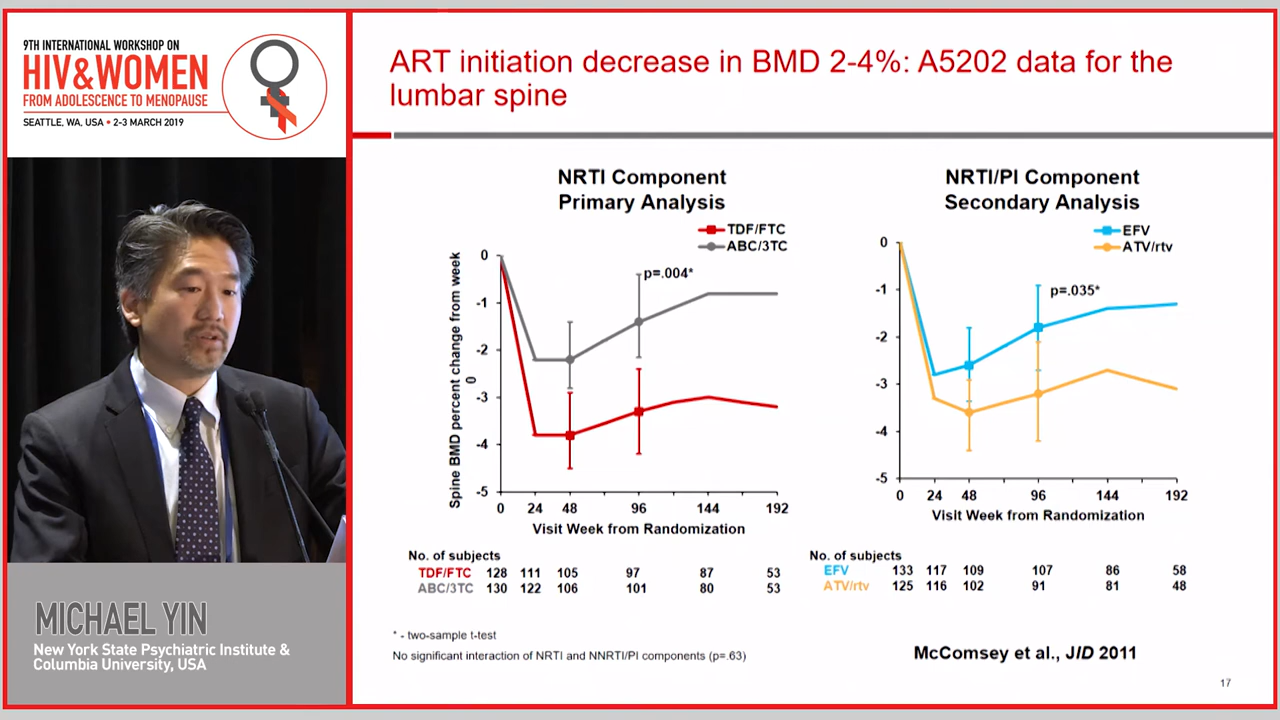 9TH INTERNATIONAL WORKSHOP ON
HIV&WOMEN
FROM ADOLESCENCE TO MENOPAUSE
SEATTLE, WA, USA • 2-3 MARCH 2019
MICHAEL YIN
New York State Psychiatric Institute &
Columbia University, USA
ART initiation decrease in BMD 2-4%: A5202 data for the
lumbar spine
NRTI Component
Primary Analysis
TDF/FTC
ABC/3TC
p=.004*
Spine BMD percent change from week
0
0
-1
-2
-3
-4
-5
0 24 48 96 144 192
Visit Week from Randomization
No. of subjects
TDF/FTC 128 111 105 97 87 53
ABC/3TC 130 122 106 101 80 53
NRTI/PI Component
Secondary Analysis
EFV
ATV/rtv
p=.035*
0
-1
-2
-3
-4
-5
0 24 48 96 144 192
Visit Week from Randomization
No. of subjects
EFV 133 117 109 107 86 58
ATV/rtv 125 116 102 91 81 48
* - two-sample t-test
No significant interaction of NRTI and NNRTI/PI components (p=.63)
McComsey et al., JID 2011
17